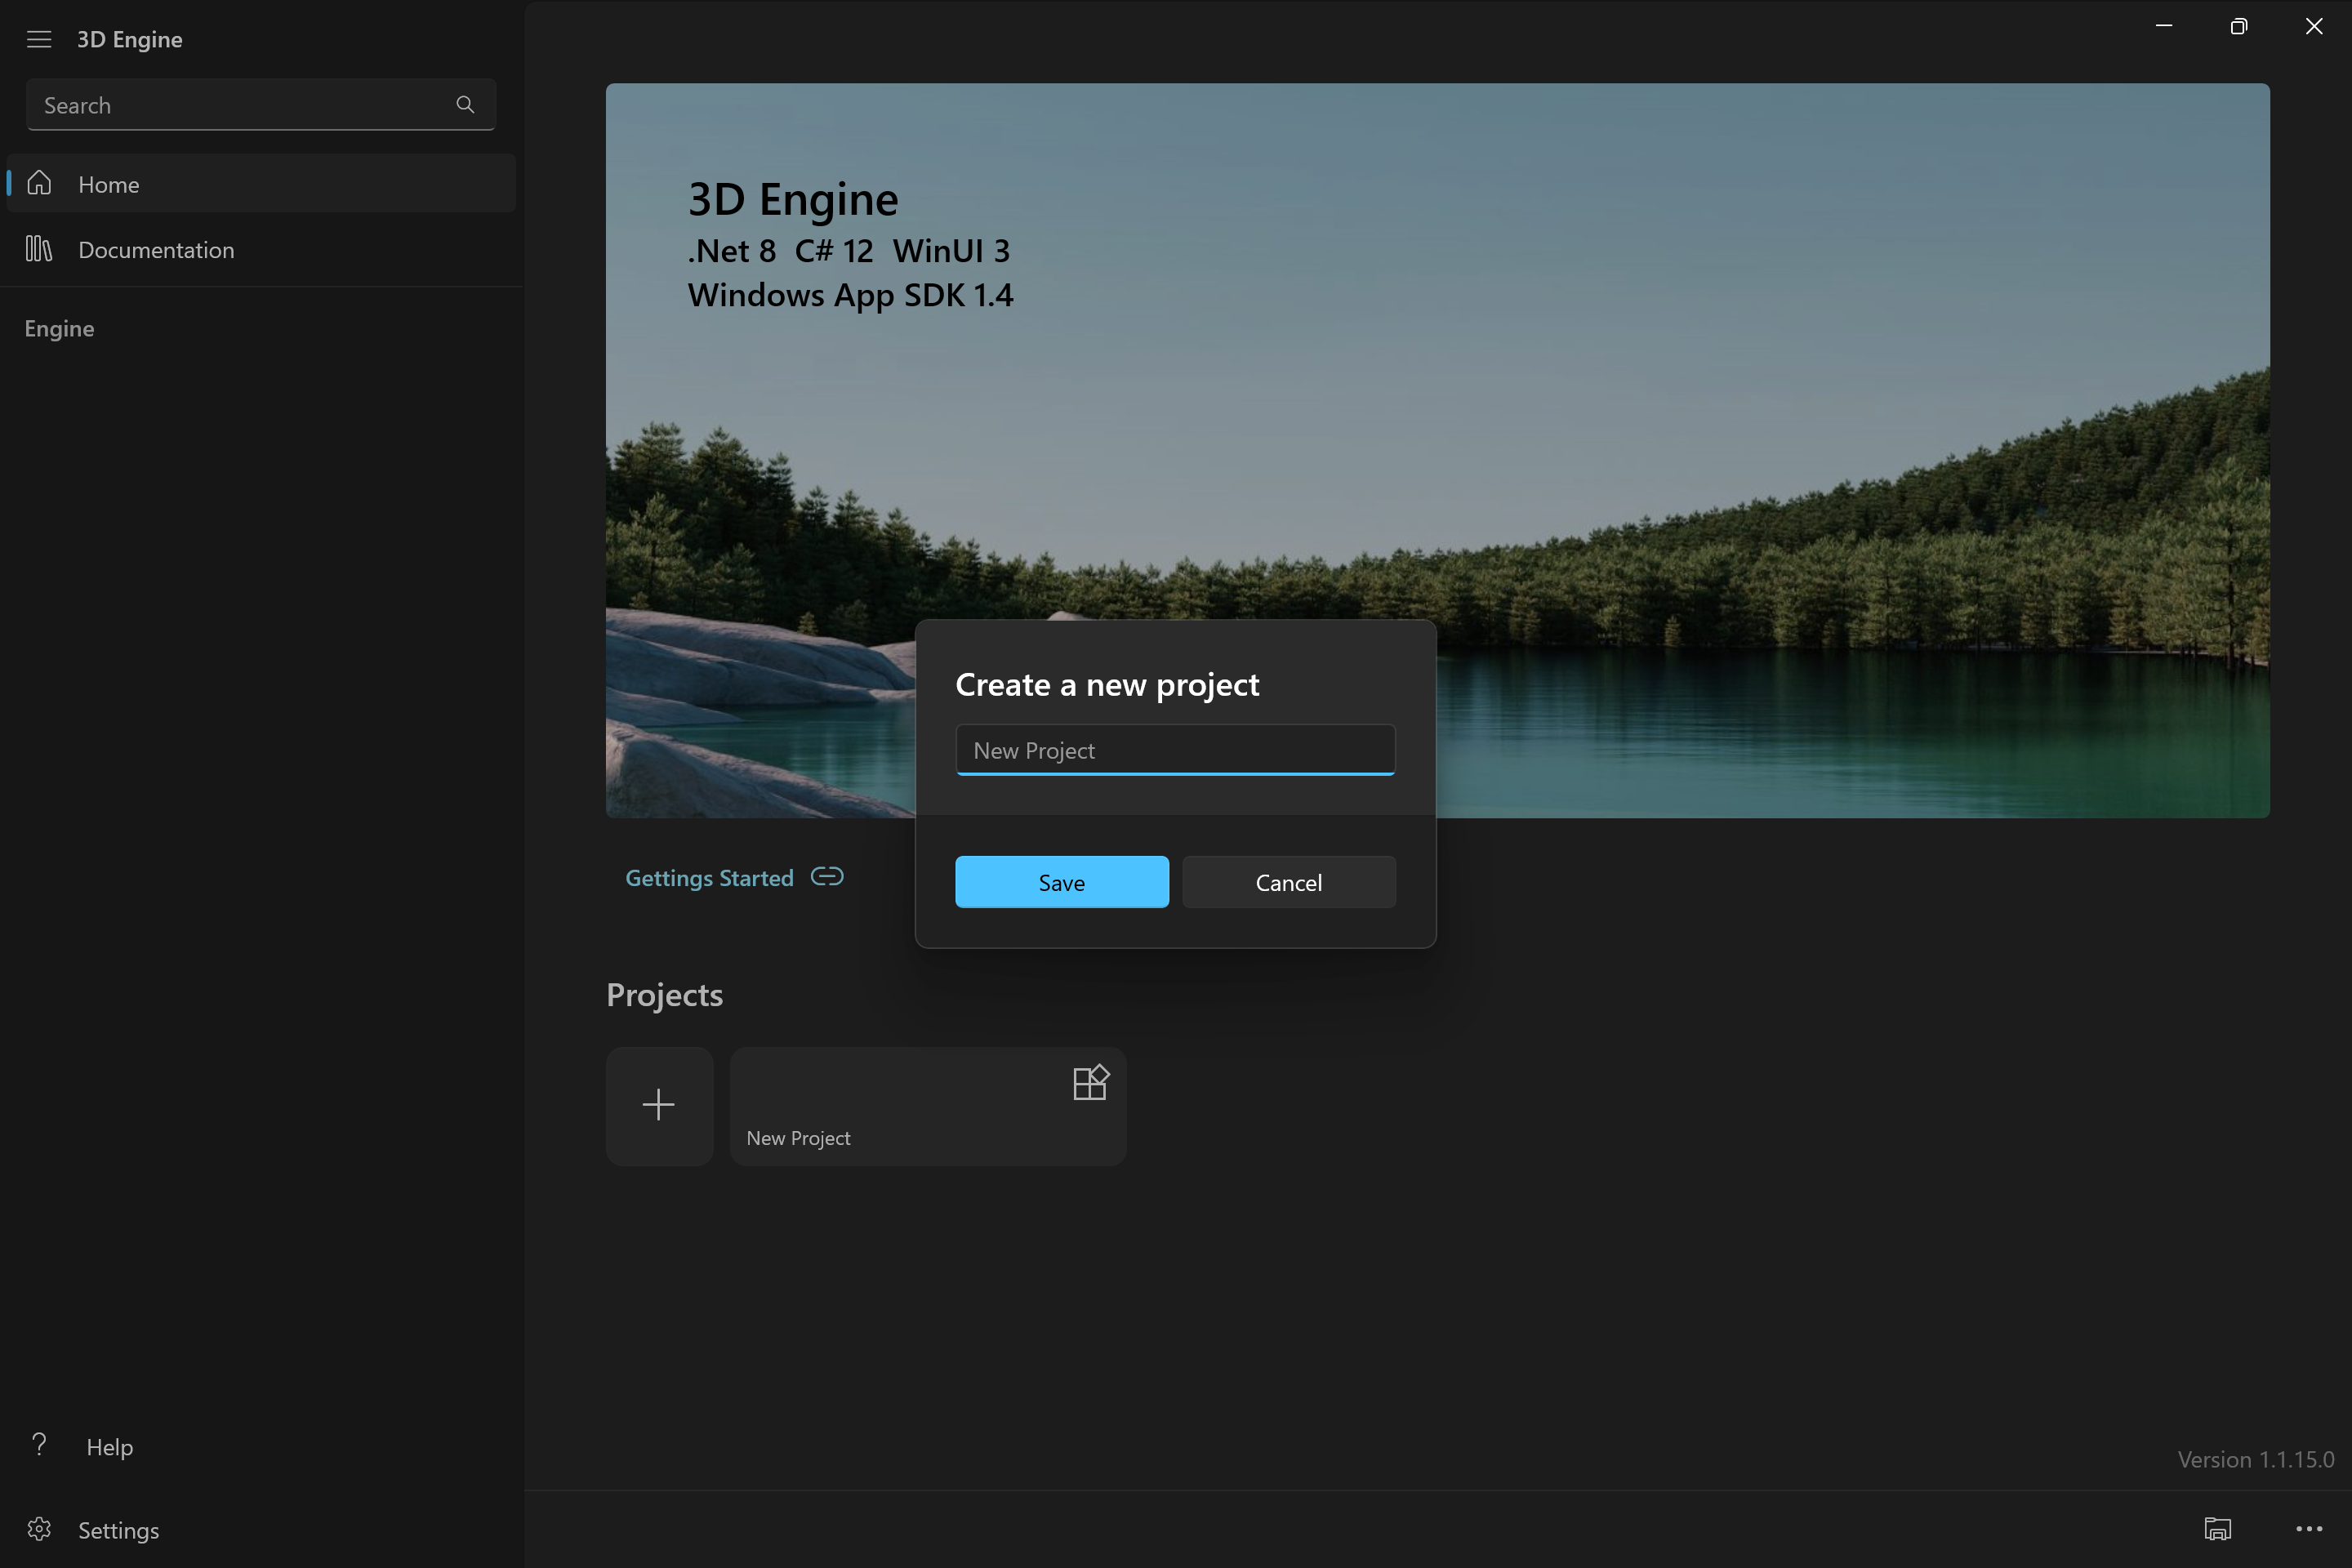 3D Engine
Search
Home
Documentation
Engine
3D Engine
.Net 8 C# 12 WinUI 3
Windows App SDK 1.4
Create a new project
New Project
Save
Cancel
Gettings Started
Projects
New Project
Help
Settings
Version 1.1.15.0